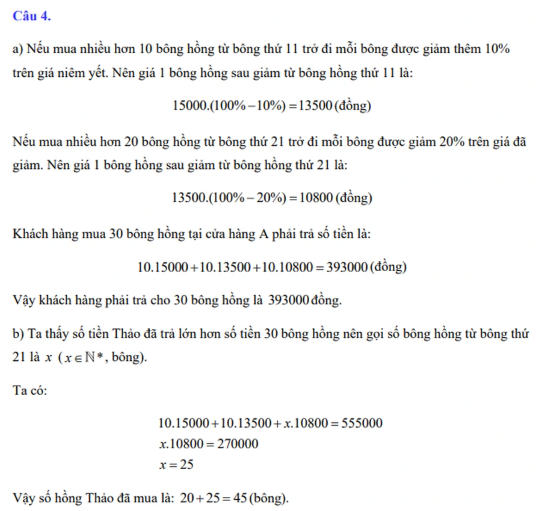 Câu 4.
a) Nếu mua nhiều hơn 10 bông hồng từ bông thứ 11 trở đi mỗi bông được giảm thêm 10%
trên giá niêm yết. Nên giá 1 bông hồng sau giảm từ bông hồng thứ 11 là:
15000.(100%−10%) = 13500 (đồng)
Nếu mua nhiều hơn 20 bông hồng từ bông thứ 21 trở đi mỗi bông được giảm 20% trên giá đã
giảm. Nên giá 1 bông hồng sau giảm từ bông hồng thứ 21 là:
13500.(100%−20%) = 10800 (đồng)
Khách hàng mua 30 bông hồng tại cửa hàng A phải trả số tiền là:
10.15000+10.13500+10.10800 = 393000 (đồng)
Vậy khách hàng phải trả cho 30 bông hồng là 393000 đồng.
b) Ta thấy số tiền Thảo đã trả lớn hơn số tiền 30 bông hồng nên gọi số bông hồng từ bông thứ
21 là x (x∈ℕ*, bông).
Ta có:
10.15000+10.13500+x.10800 = 555000
x.10800 = 270000
x = 25
Vậy số hồng Thảo đã mua là: 20+25 = 45 (bông).